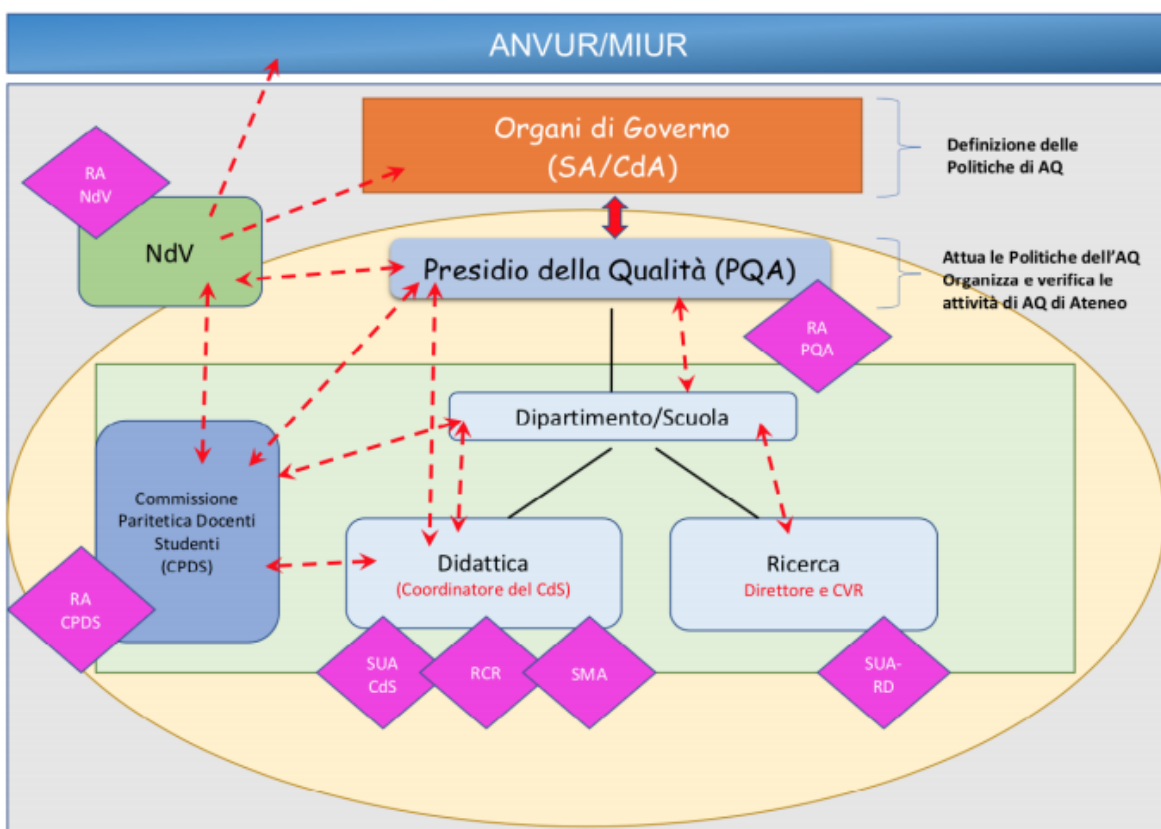 ANVUR/MIUR
Organi di Governo
(SA/CdA)
Definizione delle
Politiche di AQ
RA
NdV
NdV
Presidio della Qualità (PQA)
Attua le Politiche dell'AQ
Organizza e verifica le
attività di AQ di Ateneo
RA
PQA
Dipartimento/Scuola
Commissione
Paritetica Docenti
Studenti
(CPDS)
Didattica
(Coordinatore del CdS)
Ricerca
Direttore e CVR
RA
CPDS
SUA
CdS
RCR
SMA
SUA-
RD